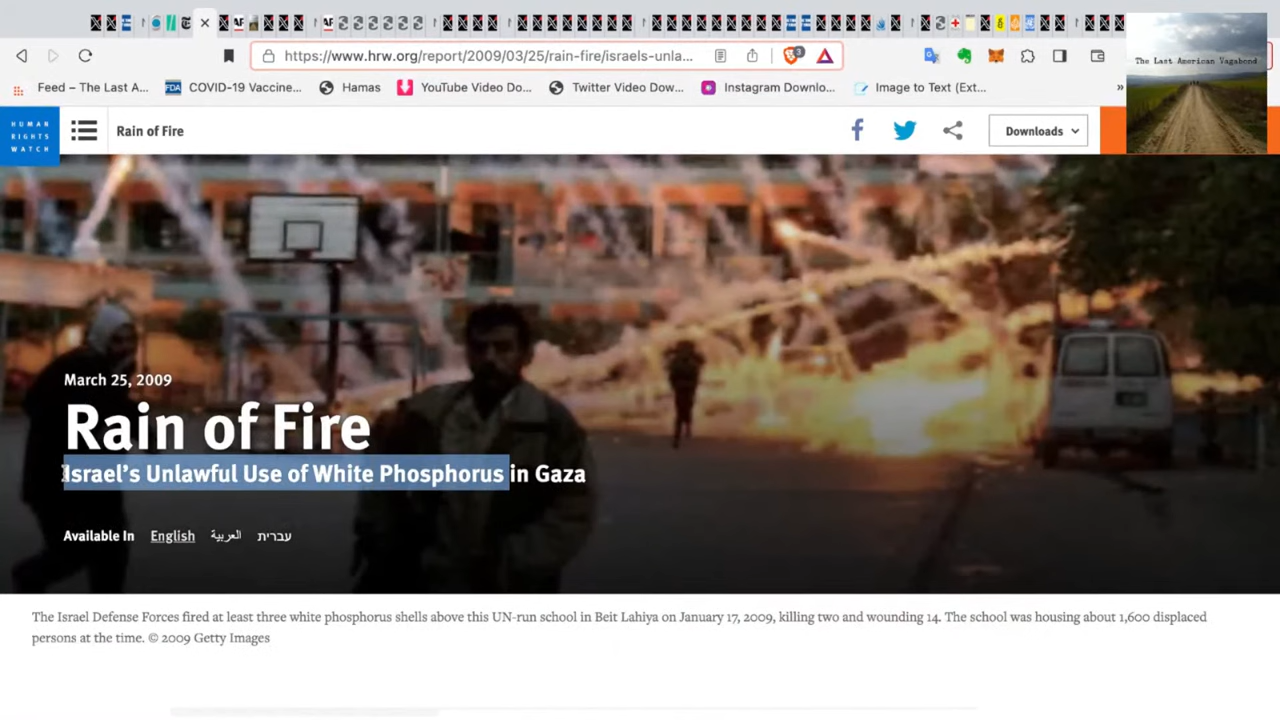 https://www.hrw.org/report/2009/03/25/rain-fire/israels-unla...
3
The Last American Vagabond
Feed – The Last A...
FDA
COVID-19 Vaccine...
Hamas
YouTube Video Do...
Twitter Video Dow...
Instagram Downlo...
Image to Text (Ext...
»
HUMAN
RIGHTS
WATCH
Rain of Fire
Downloads
March 25, 2009
Rain of Fire
Israel’s Unlawful Use of White Phosphorus in Gaza
Available In English العربية עברית
The Israel Defense Forces fired at least three white phosphorus shells above this UN-run school in Beit Lahiya on January 17, 2009, killing two and wounding 14. The school was housing about 1,600 displaced
persons at the time. © 2009 Getty Images